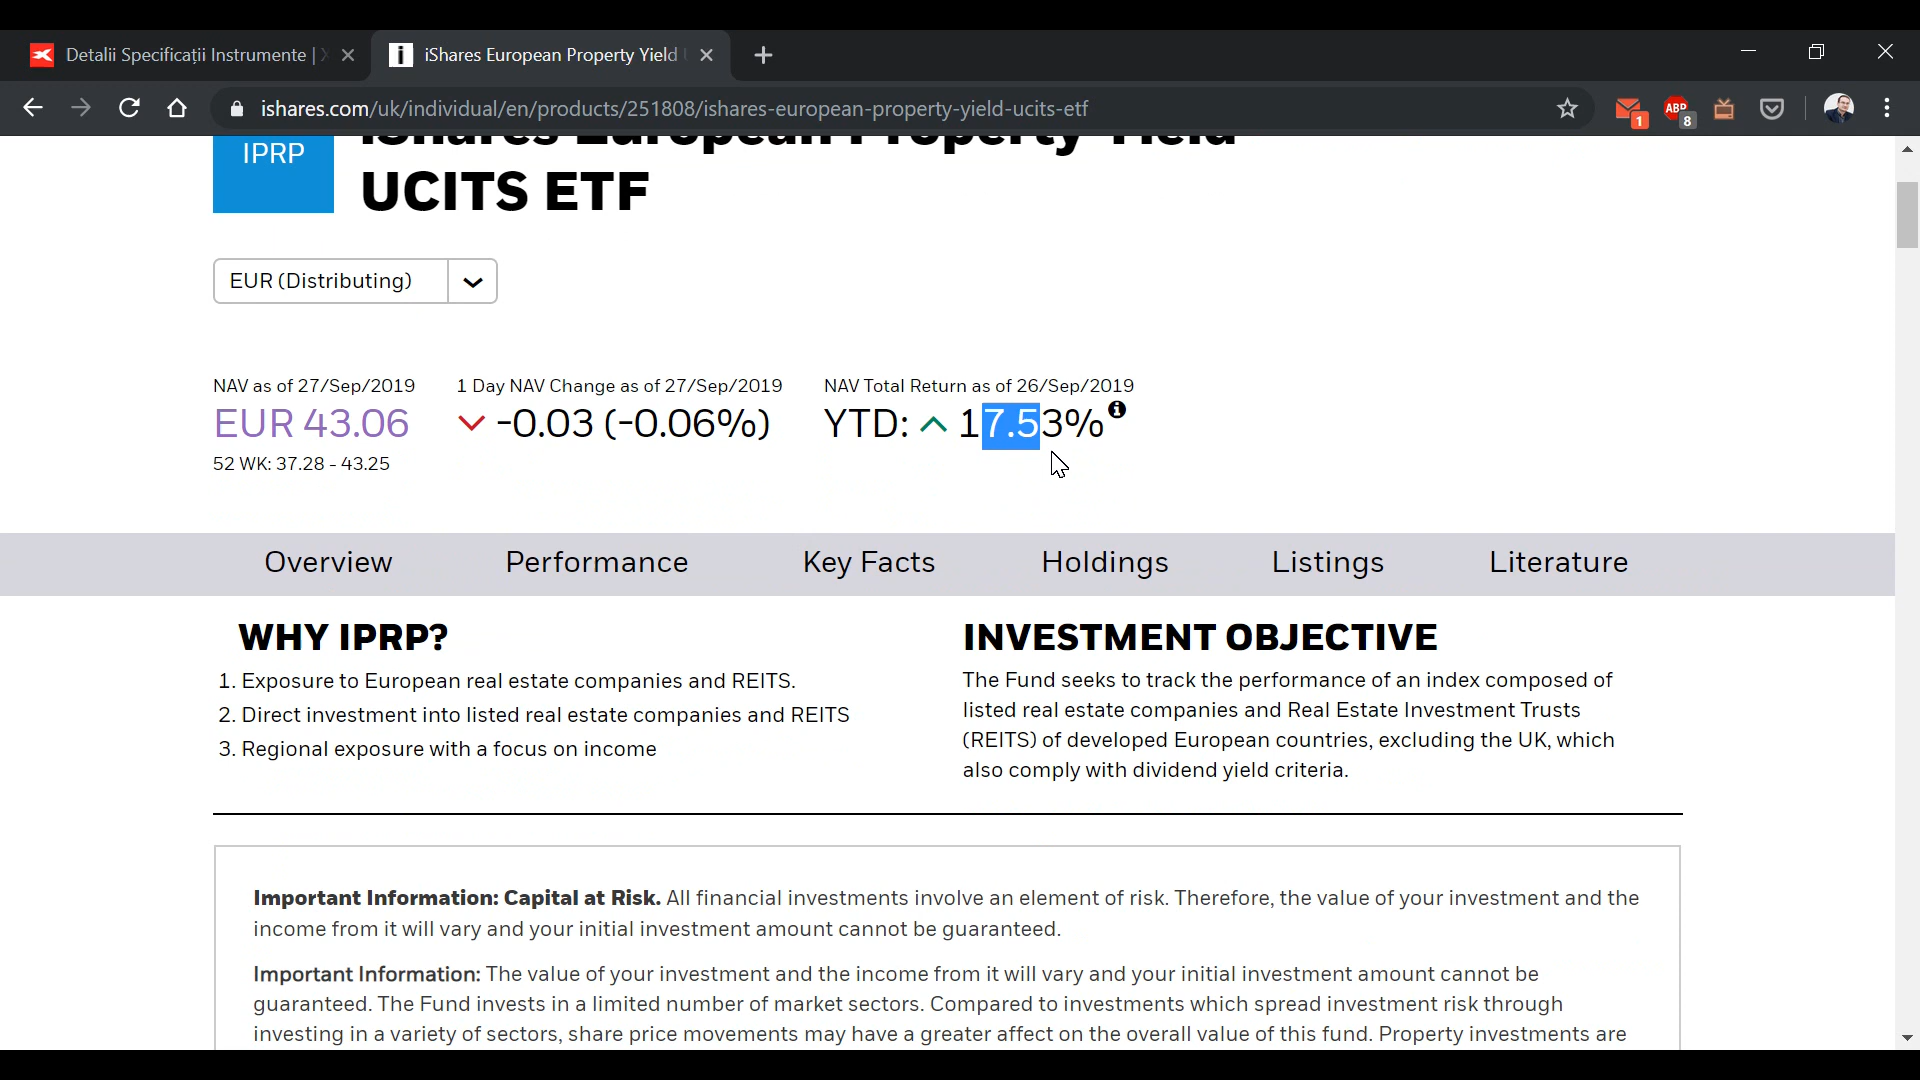 Detalii Specificații Instrumente |
iShares European Property Yield
ishares.com/uk/individual/en/products/251808/ishares-european-property-yield-ucits-etf
1
ABP
8
IPRP
iShares European Property Yield
UCITS ETF
EUR (Distributing)
NAV as of 27/Sep/2019
EUR 43.06
52 WK: 37.28 - 43.25
1 Day NAV Change as of 27/Sep/2019
-0.03 (-0.06%)
NAV Total Return as of 26/Sep/2019
YTD: 17.53%
Overview
Performance
Key Facts
Holdings
Listings
Literature
WHY IPRP?
1. Exposure to European real estate companies and REITS.
2. Direct investment into listed real estate companies and REITS
3. Regional exposure with a focus on income
INVESTMENT OBJECTIVE
The Fund seeks to track the performance of an index composed of
listed real estate companies and Real Estate Investment Trusts
(REITS) of developed European countries, excluding the UK, which
also comply with dividend yield criteria.
Important Information: Capital at Risk. All financial investments involve an element of risk. Therefore, the value of your investment and the
income from it will vary and your initial investment amount cannot be guaranteed.
Important Information: The value of your investment and the income from it will vary and your initial investment amount cannot be
guaranteed. The Fund invests in a limited number of market sectors. Compared to investments which spread investment risk through
investing in a variety of sectors, share price movements may have a greater affect on the overall value of this fund. Property investments are